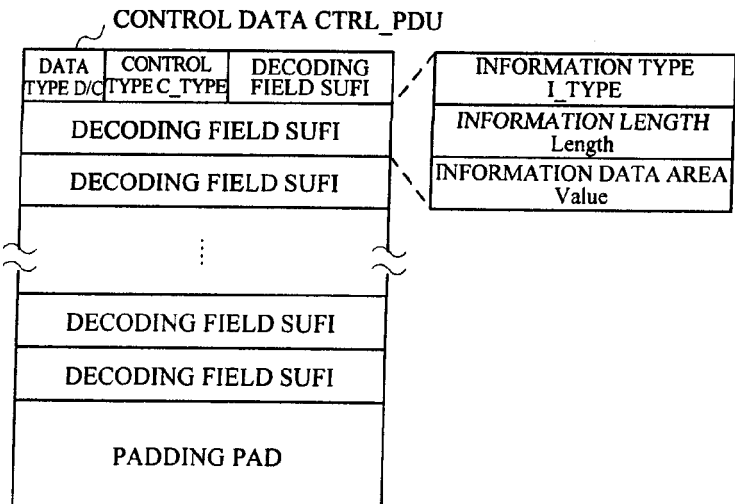 CONTROL DATA CTRL_PDU
DATA
TYPE D/C
CONTROL
TYPE C_TYPE
DECODING
FIELD SUFI
INFORMATION TYPE
I_TYPE
DECODING FIELD SUFI
INFORMATION LENGTH
Length
DECODING FIELD SUFI
INFORMATION DATA AREA
Value
DECODING FIELD SUFI
DECODING FIELD SUFI
PADDING PAD